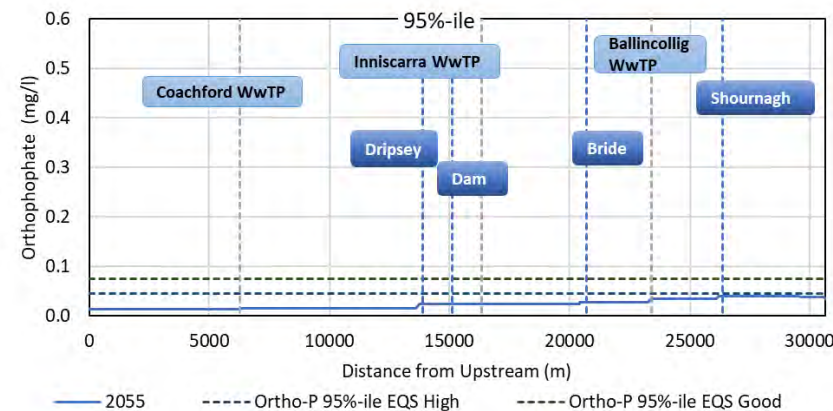 95%-ile
0.6
0.5
0.4
0.3
0.2
0.1
0.0
Orthophophate (mg/l)
Coachford WwTP
Inniscarra WwTP
Ballincollig
WwTP
Shournagh
Dripsey
Dam
Bride
0 5000 10000 15000 20000 25000 30000
Distance from Upstream (m)
2055 Ortho-P 95%-ile EQS High Ortho-P 95%-ile EQS Good